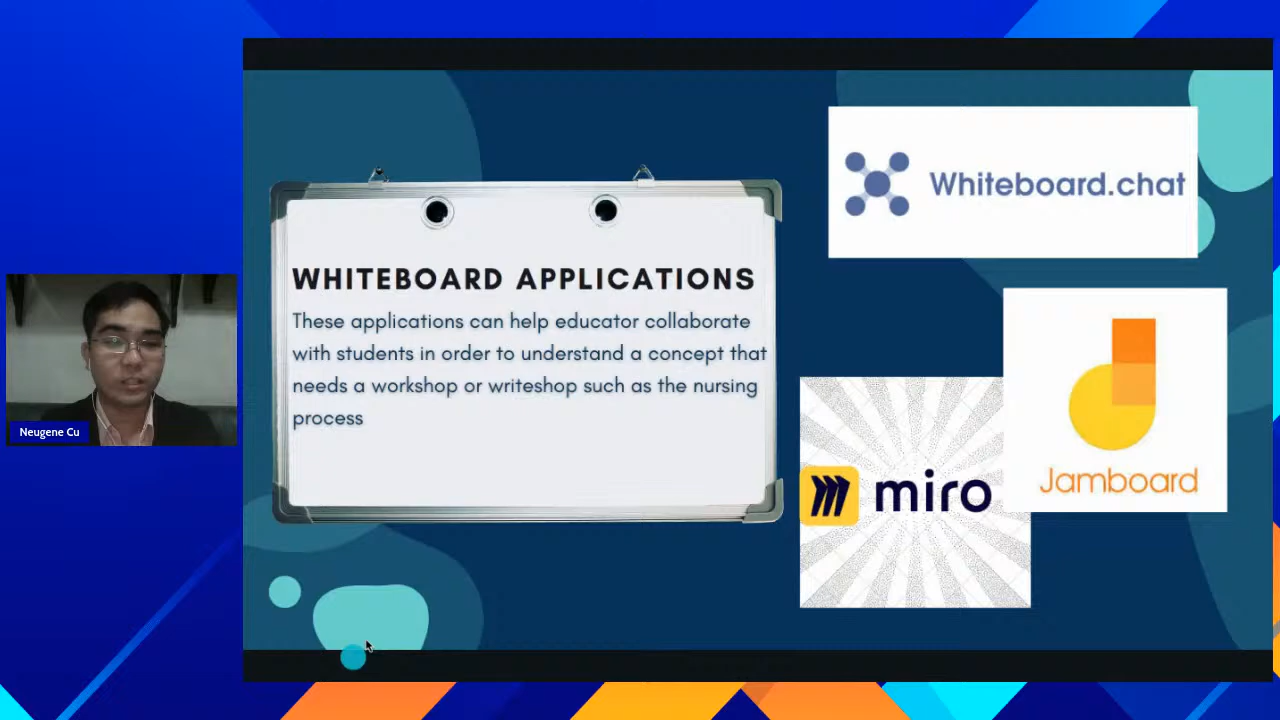 WHITEBOARD APPLICATIONS
These applications can help educator collaborate
with students in order to understand a concept that
needs a workshop or writeshop such as the nursing
process
Whiteboard.chat
Jamboard
miro
Neugene Cu